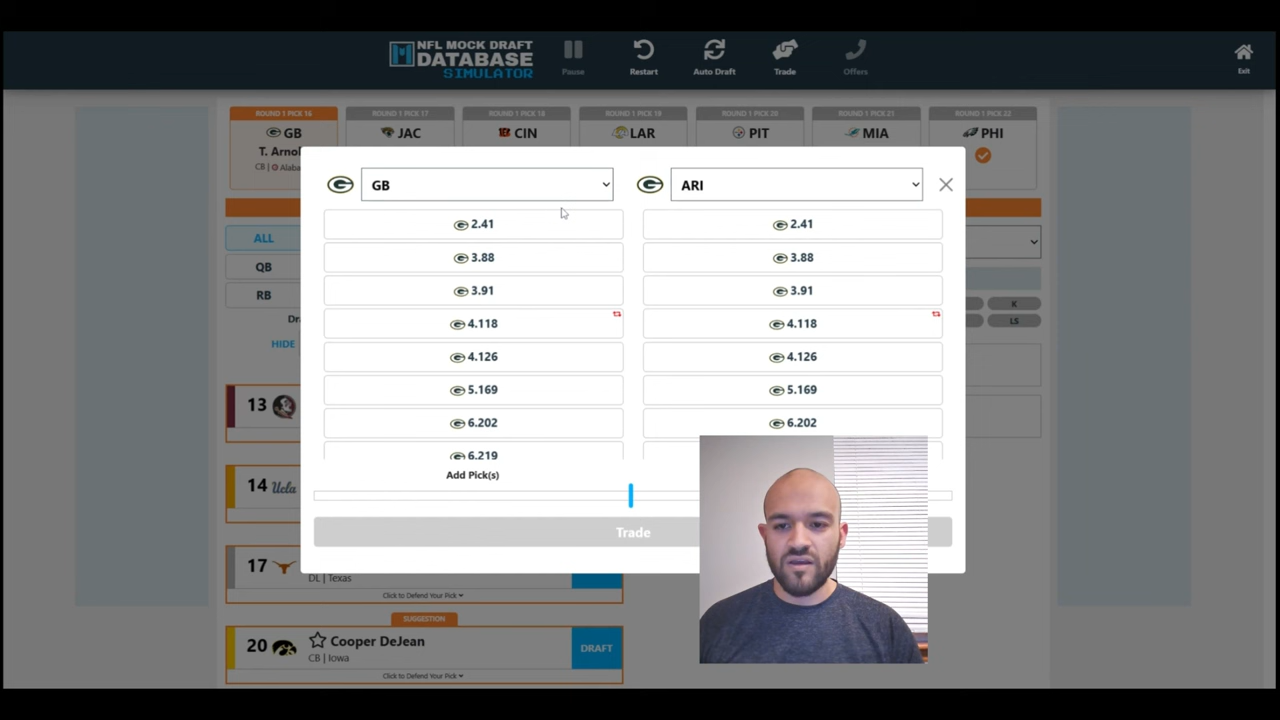 NFL MOCK DRAFT
DATABASE
SIMULATOR
Pause
Restart
Auto Draft
Trade
Offers
Exit
ROUND 1 PICK 16
ROUND 1 PICK 17
ROUND 1 PICK 18
ROUND 1 PICK 19
ROUND 1 PICK 20
ROUND 1 PICK 21
ROUND 1 PICK 22
GB
JAC
CIN
LAR
PIT
MIA
PHI
T. Arnol
CB | Alaba
GB
ARI
2.41
2.41
3.88
3.88
3.91
3.91
4.118
4.118
4.126
4.126
5.169
5.169
6.202
6.202
6.219
Add Pick(s)
Trade
ALL
QB
RB
Dr
HIDE
K
LS
13
14 Ucla
17
DL | Texas
Click to Defend Your Pick
SUGGESTION
20
Cooper DeJean
CB | Iowa
DRAFT
Click to Defend Your Pick